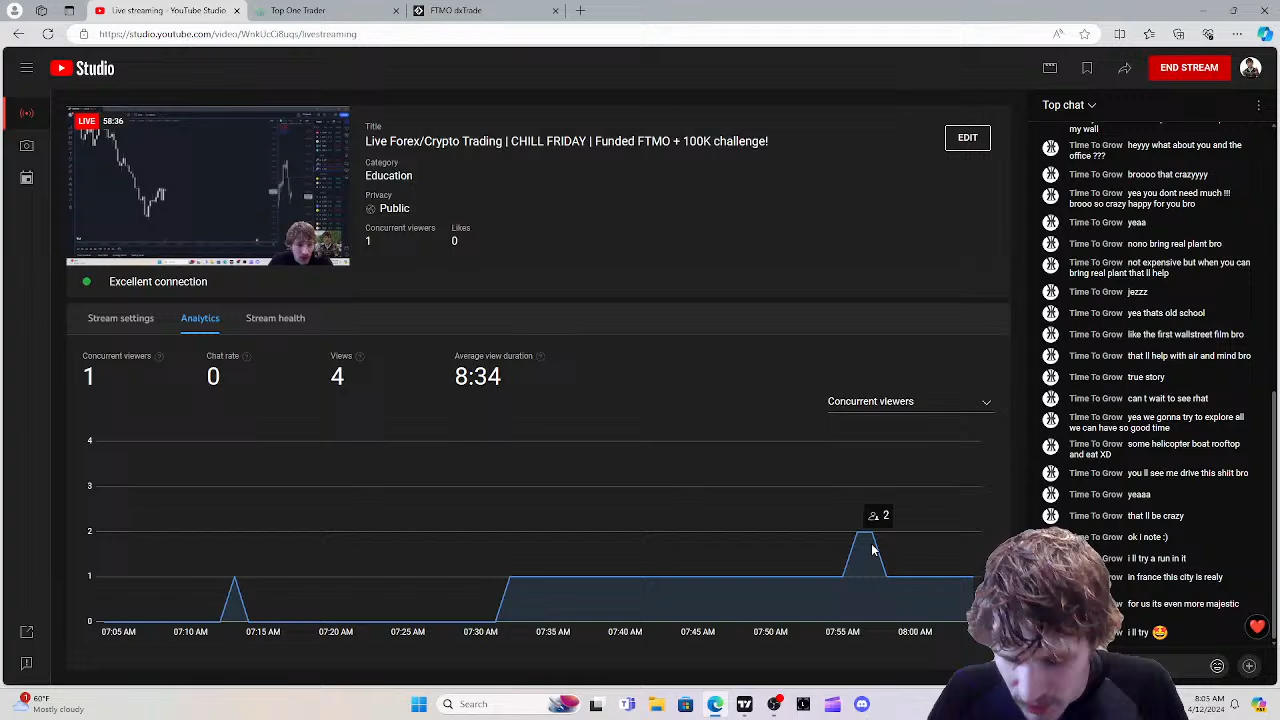 Live streaming - YouTube Studio
Top One Trader
FTMO dxTrade
https://studio.youtube.com/video/WnkUcCi8uqs/livestreaming
Studio
END STREAM
LIVE 58:36
Title
Live Forex/Crypto Trading | CHILL FRIDAY | Funded FTMO + 100K challenge!
EDIT
Category
Education
Privacy
Public
Concurrent viewers Likes
1 0
Excellent connection
Stream settings Analytics Stream health
Concurrent viewers Chat rate Views Average view duration
1 0 4 8:34
Concurrent viewers
4
3
2
2
1
0
07:05 AM 07:10 AM 07:15 AM 07:20 AM 07:25 AM 07:30 AM 07:35 AM 07:40 AM 07:45 AM 07:50 AM 07:55 AM 08:00 AM
Top chat
my wall
Time To Grow heyyy what about you and the
office ???
Time To Grow broooo that crazyyyy
Time To Grow yea you dont need much !!!
brooo so crazy happy for you bro
Time To Grow yeaa
Time To Grow nono bring real plant bro
Time To Grow not expensive but when you can
bring real plant that ll help
Time To Grow jezzz
Time To Grow yea thats old school
Time To Grow like the first wallstreet film bro
Time To Grow that ll help with air and mind bro
Time To Grow true story
Time To Grow can t wait to see rhat
Time To Grow yea we gonna try to explore all
we can have so good time
Time To Grow some helicopter boat rooftop
and eat XD
Time To Grow you ll see me drive this shiit bro
Time To Grow yeaaa
Time To Grow that ll be crazy
ok I note :)
i ll try a run in it
in france this city is realy
for us its even more majestic
i ll try 🤩
1
60°F
Mostly cloudy
Search
8:05 AM
4/12/2024